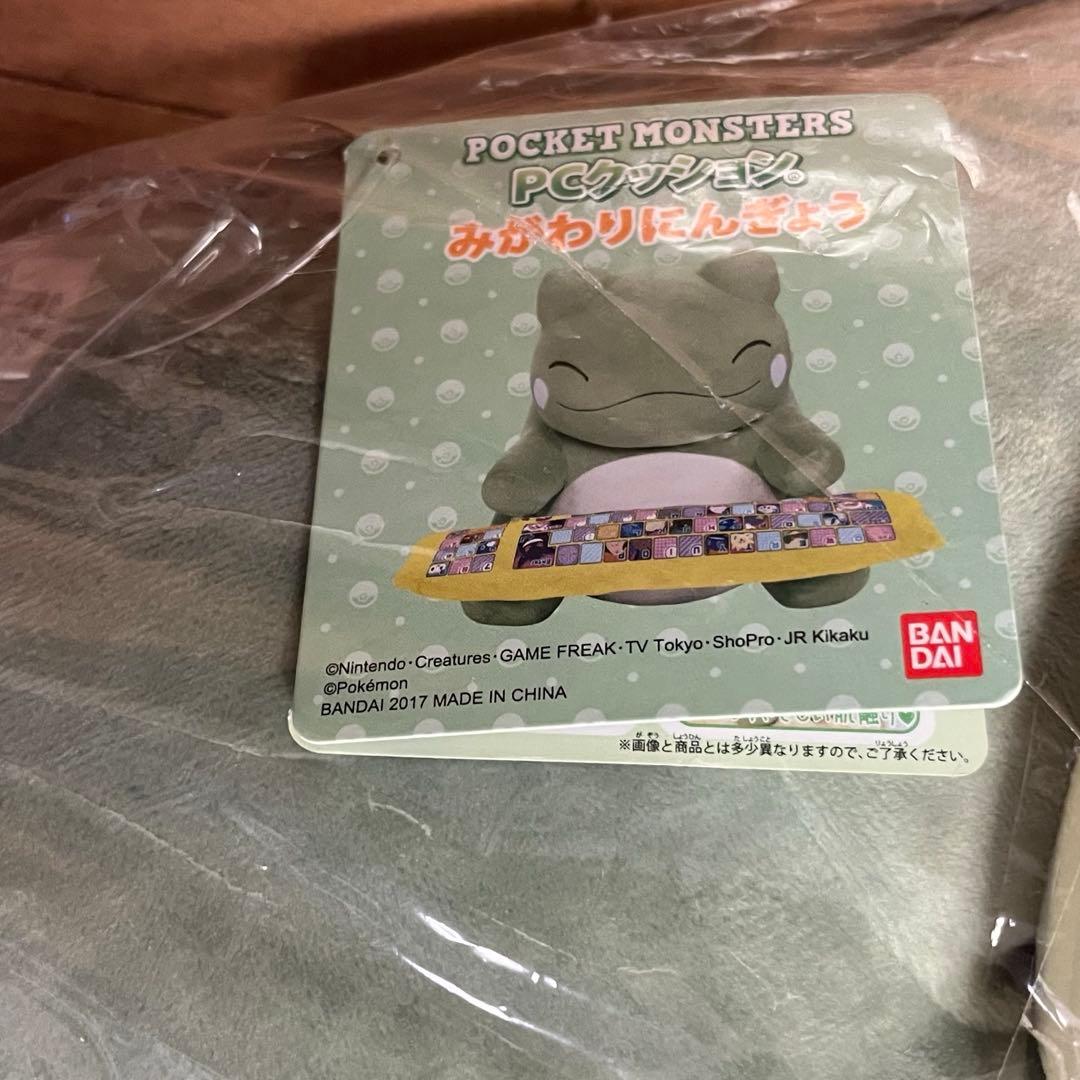 POCKET MONSTERS
PCクッション®
みがわりにんぎょう
BAN
DAI
©Nintendo・Creatures・GAME FREAK・TV Tokyo・ShoPro・JR Kikaku
©Pokémon
BANDAI 2017 MADE IN CHINA
※画像と商品とは多少異なりますので、ご了承ください。